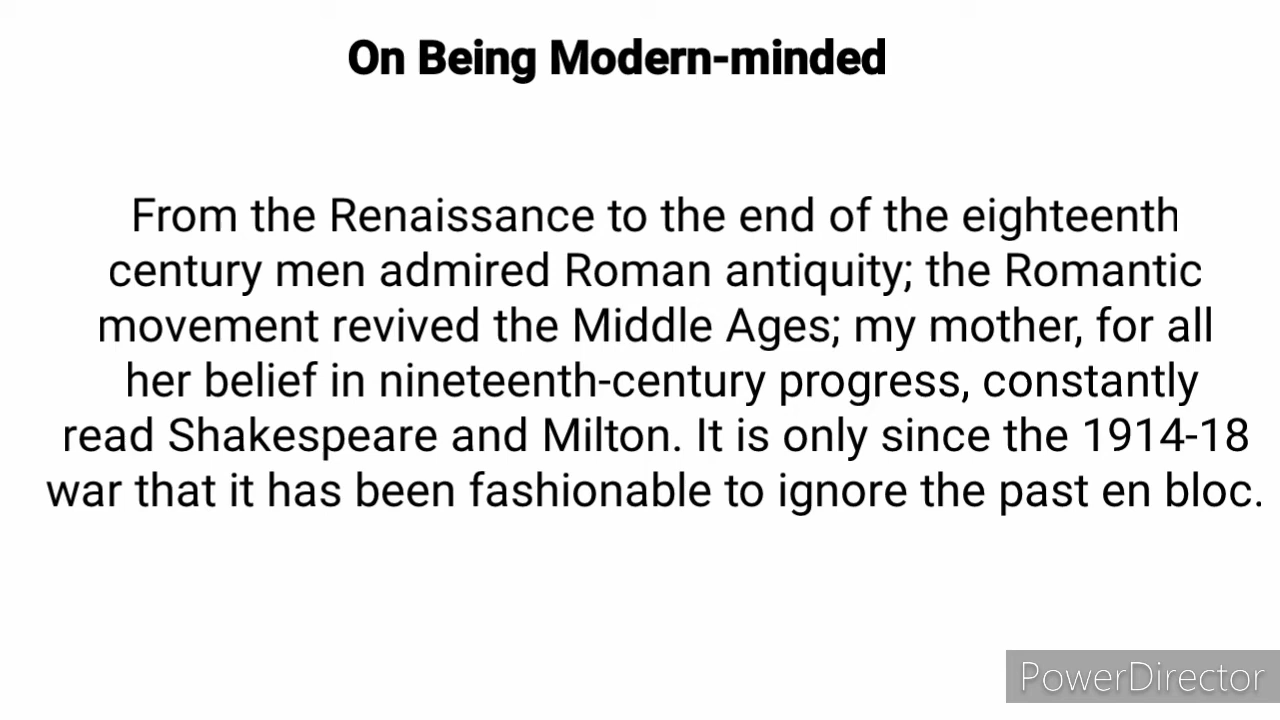 On Being Modern-minded
From the Renaissance to the end of the eighteenth
century men admired Roman antiquity; the Romantic
movement revived the Middle Ages; my mother, for all
her belief in nineteenth-century progress, constantly
read Shakespeare and Milton. It is only since the 1914-18
war that it has been fashionable to ignore the past en bloc.
PowerDirector